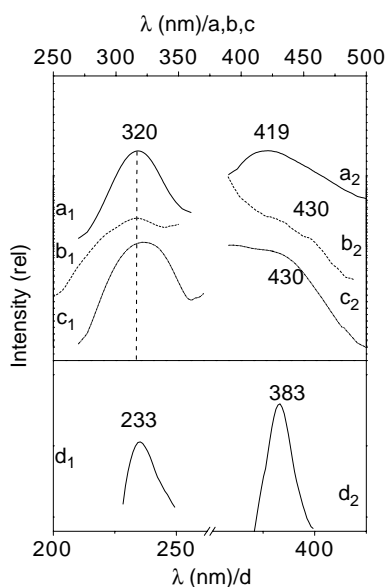 λ (nm)/a,b,c
250 300 350 400 450 500
320 419
a₁ a₂
430
b₁ b₂
c₁ 430 c₂
Intensity (rel)
233 383
d₁ d₂
200 250 400
λ (nm)/d